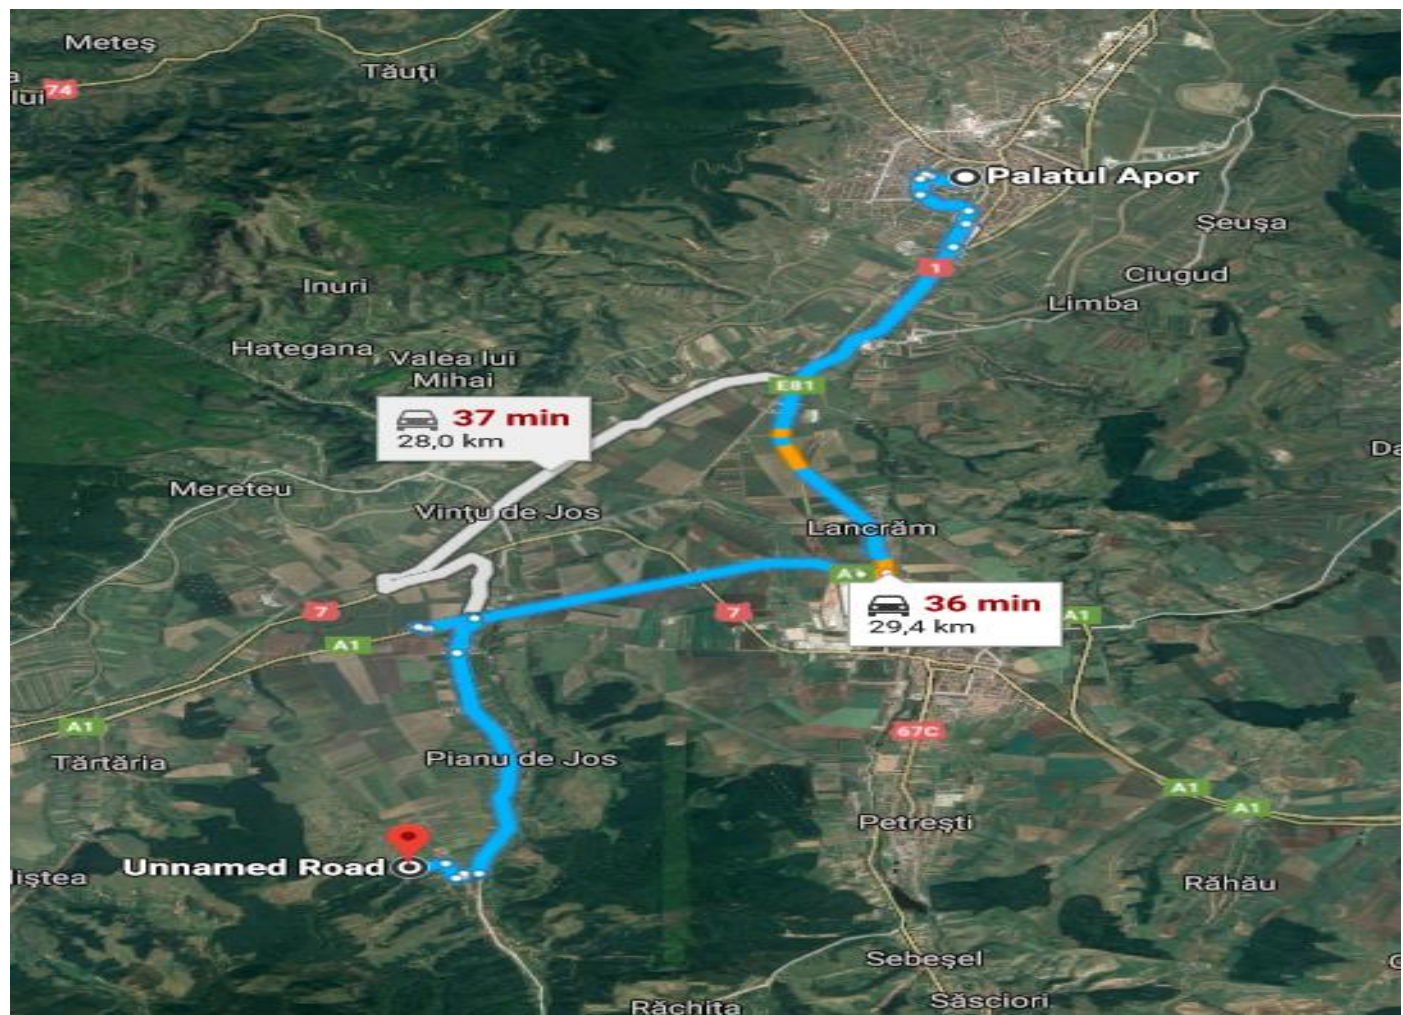 Meteş
Tăuţi
a
lui
74
Palatul Apor
Şeuşa
1
Ciugud
Inuri
Limba
Haţegana
Valea lui
Mihai
E81
37 min
28,0 km
Da
Mereteu
Vinţu de Jos
Lancrăm
36 min
29,4 km
7
7
A1
A1
A1
67C
Tărtăria
Pianu de Jos
A1
A1
Petreşti
Unnamed Road
liştea
Răhău
Sebeşel
Săsciori
Răchita